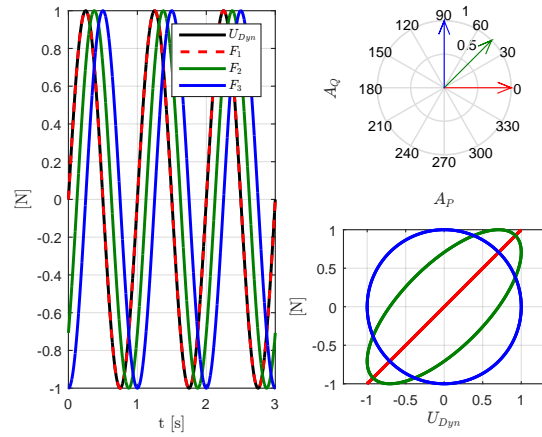 1
0.8
0.6
0.4
0.2
0
-0.2
-0.4
-0.6
-0.8
-1
[N]
0 1 2 3
t [s]
U_Dyn
F_1
F_2
F_3
90 1
120 60
0.5
150 30
180 0
210 330
240 300
270
A_Q
A_P
1
0.5
0
-0.5
-1
[N]
-1 -0.5 0 0.5 1
U_Dyn